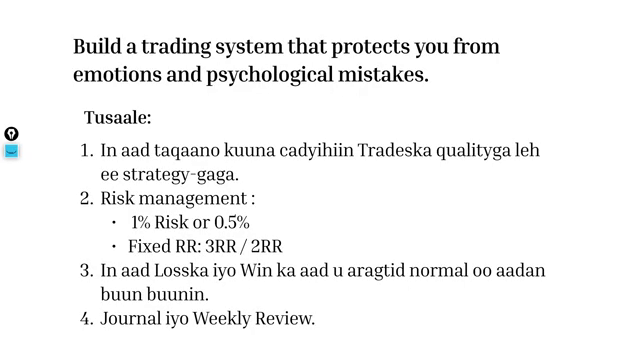 Build a trading system that protects you from
emotions and psychological mistakes.
Tusaale:
1. In aad taqaano kuuna cadyihiin Tradeska qualityga leh
ee strategy-gaga.
2. Risk management :
• 1% Risk or 0.5%
• Fixed RR: 3RR / 2RR
3. In aad Losska iyo Win ka aad u aragtid normal oo aadan
buun buunin.
4. Journal iyo Weekly Review.